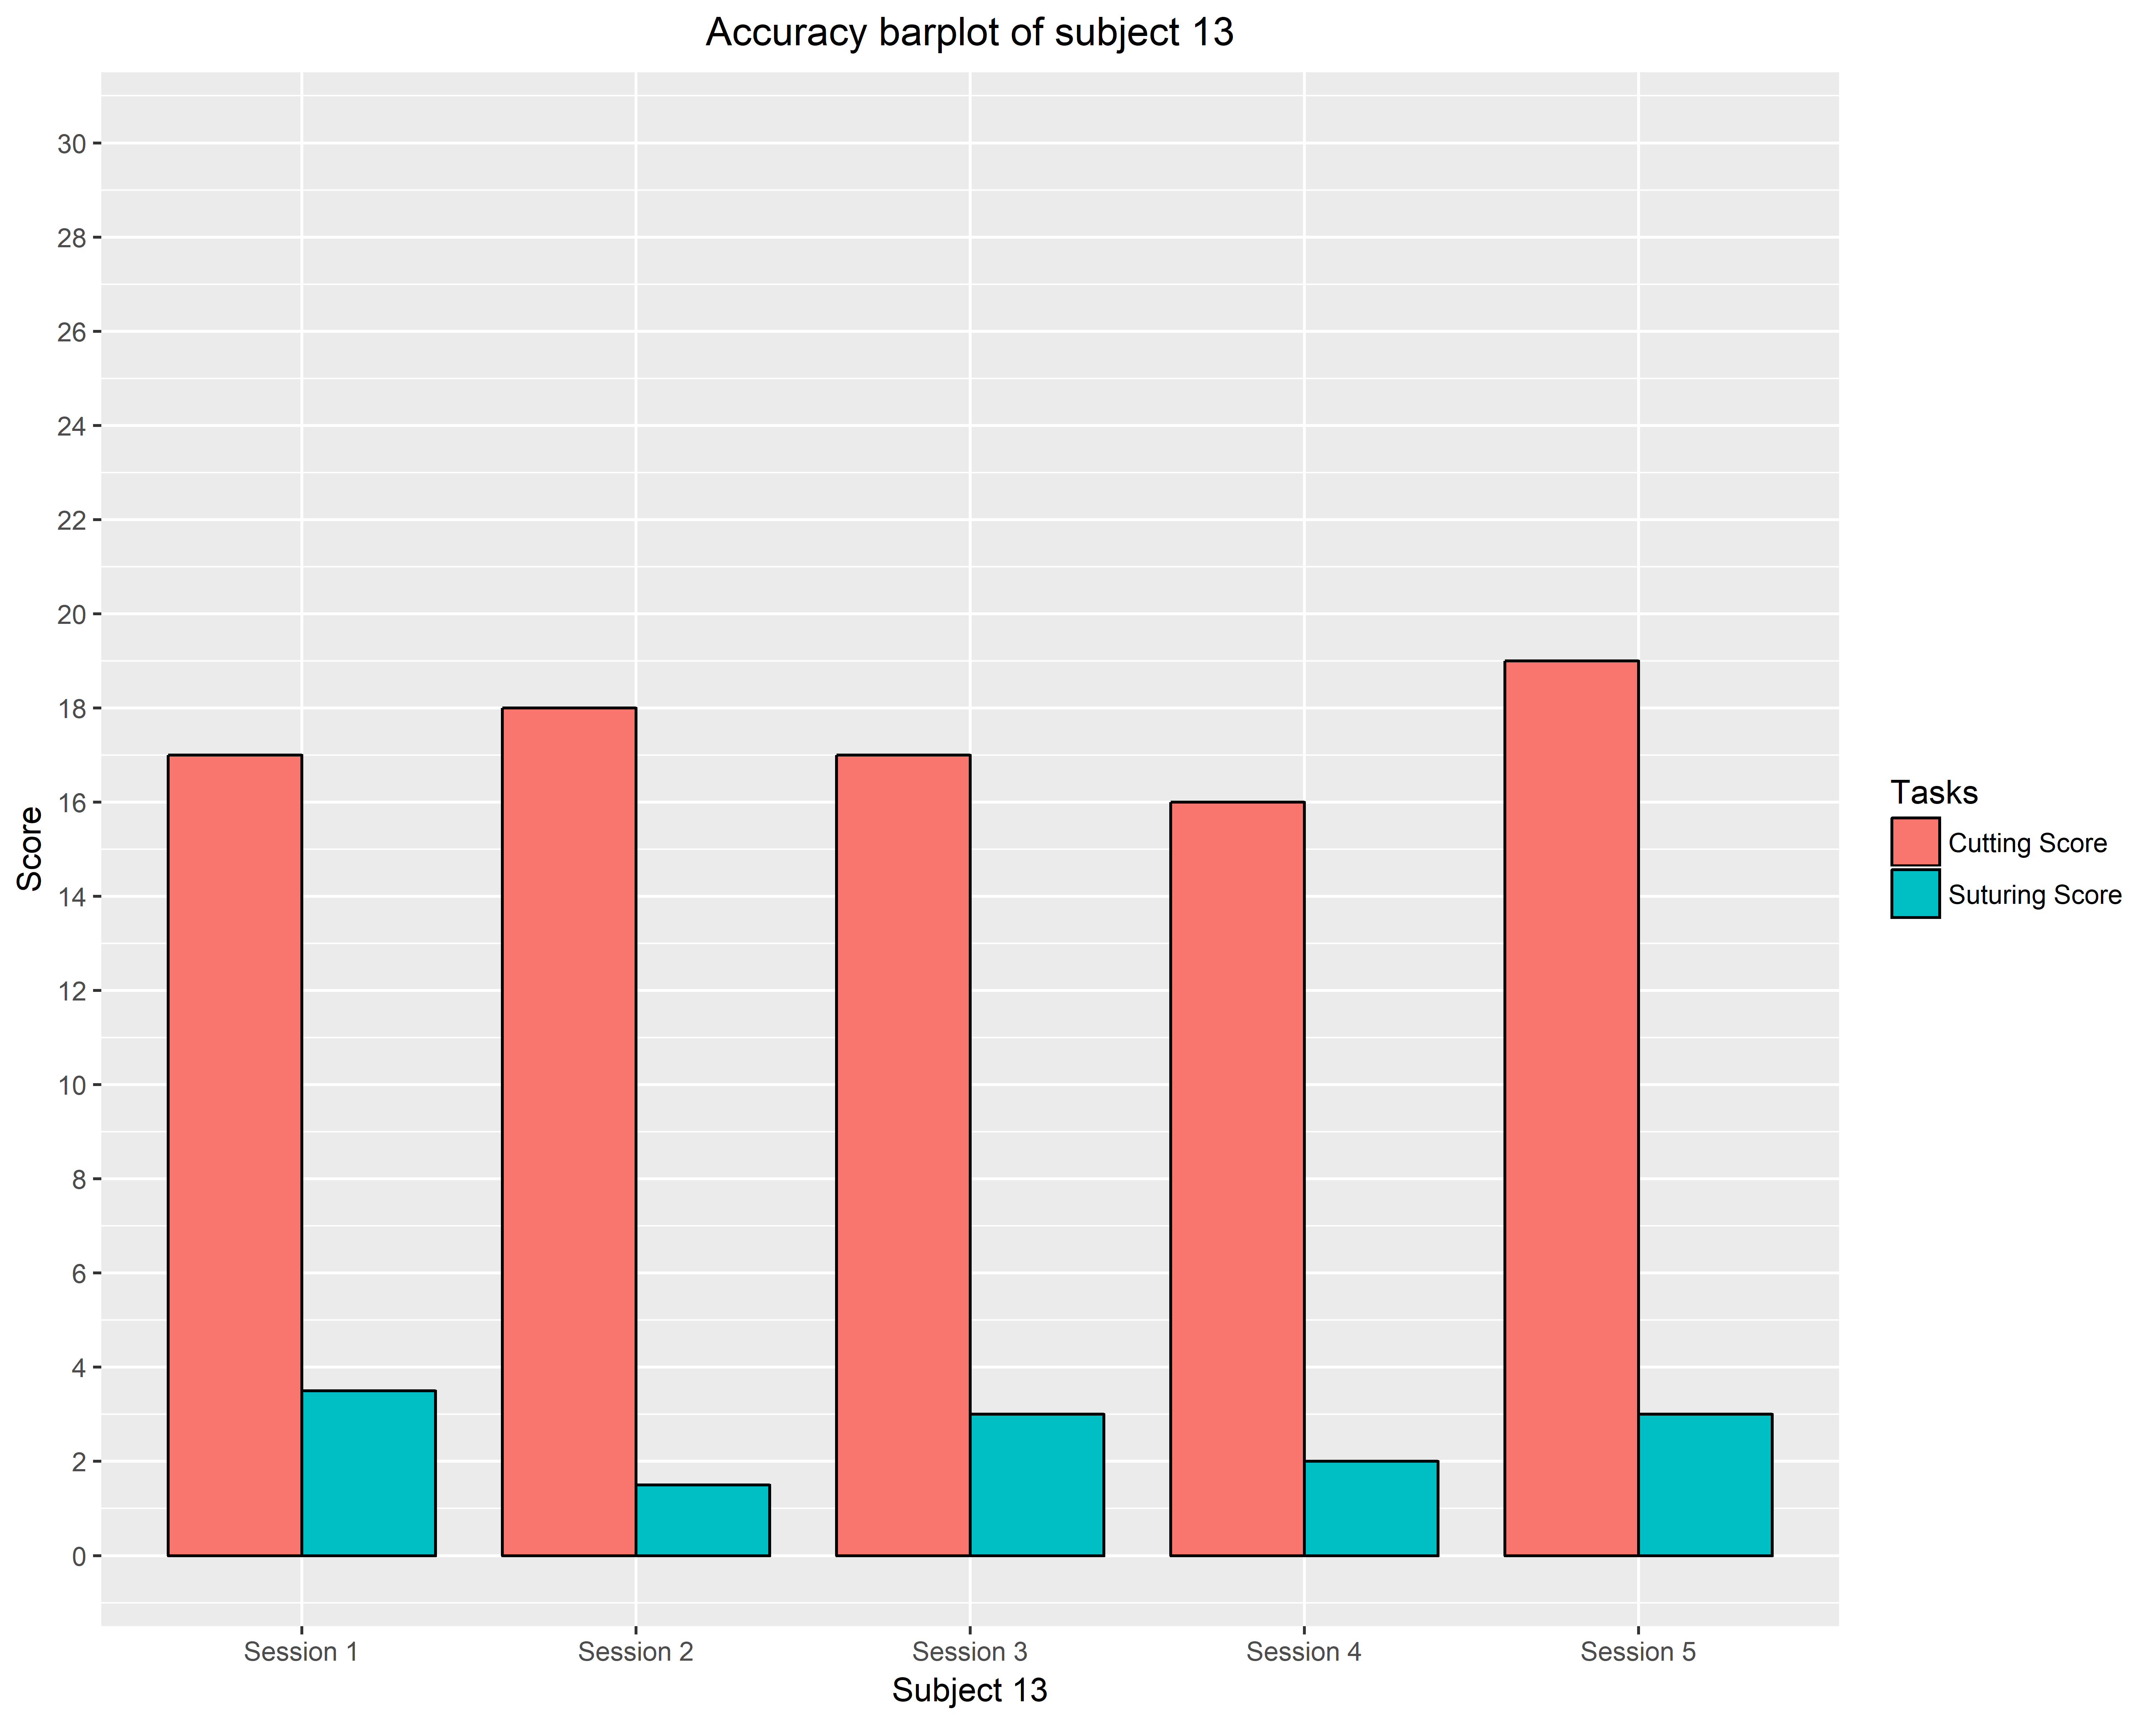 Accuracy barplot of subject 13
Score
30
28
26
24
22
20
18
16
14
12
10
8
6
4
2
0
Session 1
Session 2
Session 3
Session 4
Session 5
Subject 13
Tasks
Cutting Score
Suturing Score